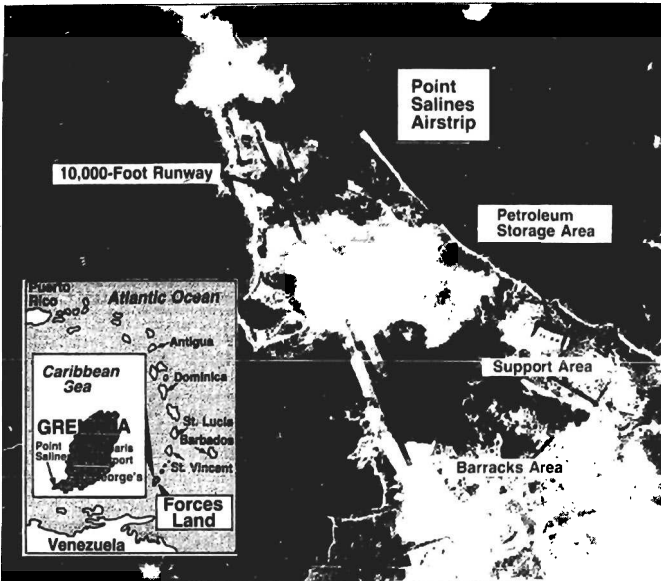 Point
Salines
Airstrip
10,000-Foot Runway
Petroleum
Storage Area
Support Area
Barracks Area
Puerto
Rico
Atlantic Ocean
Antigua
Dominica
St. Lucia
Barbados
St. Vincent
Caribbean
Sea
Point
Forces
Land
Venezuela